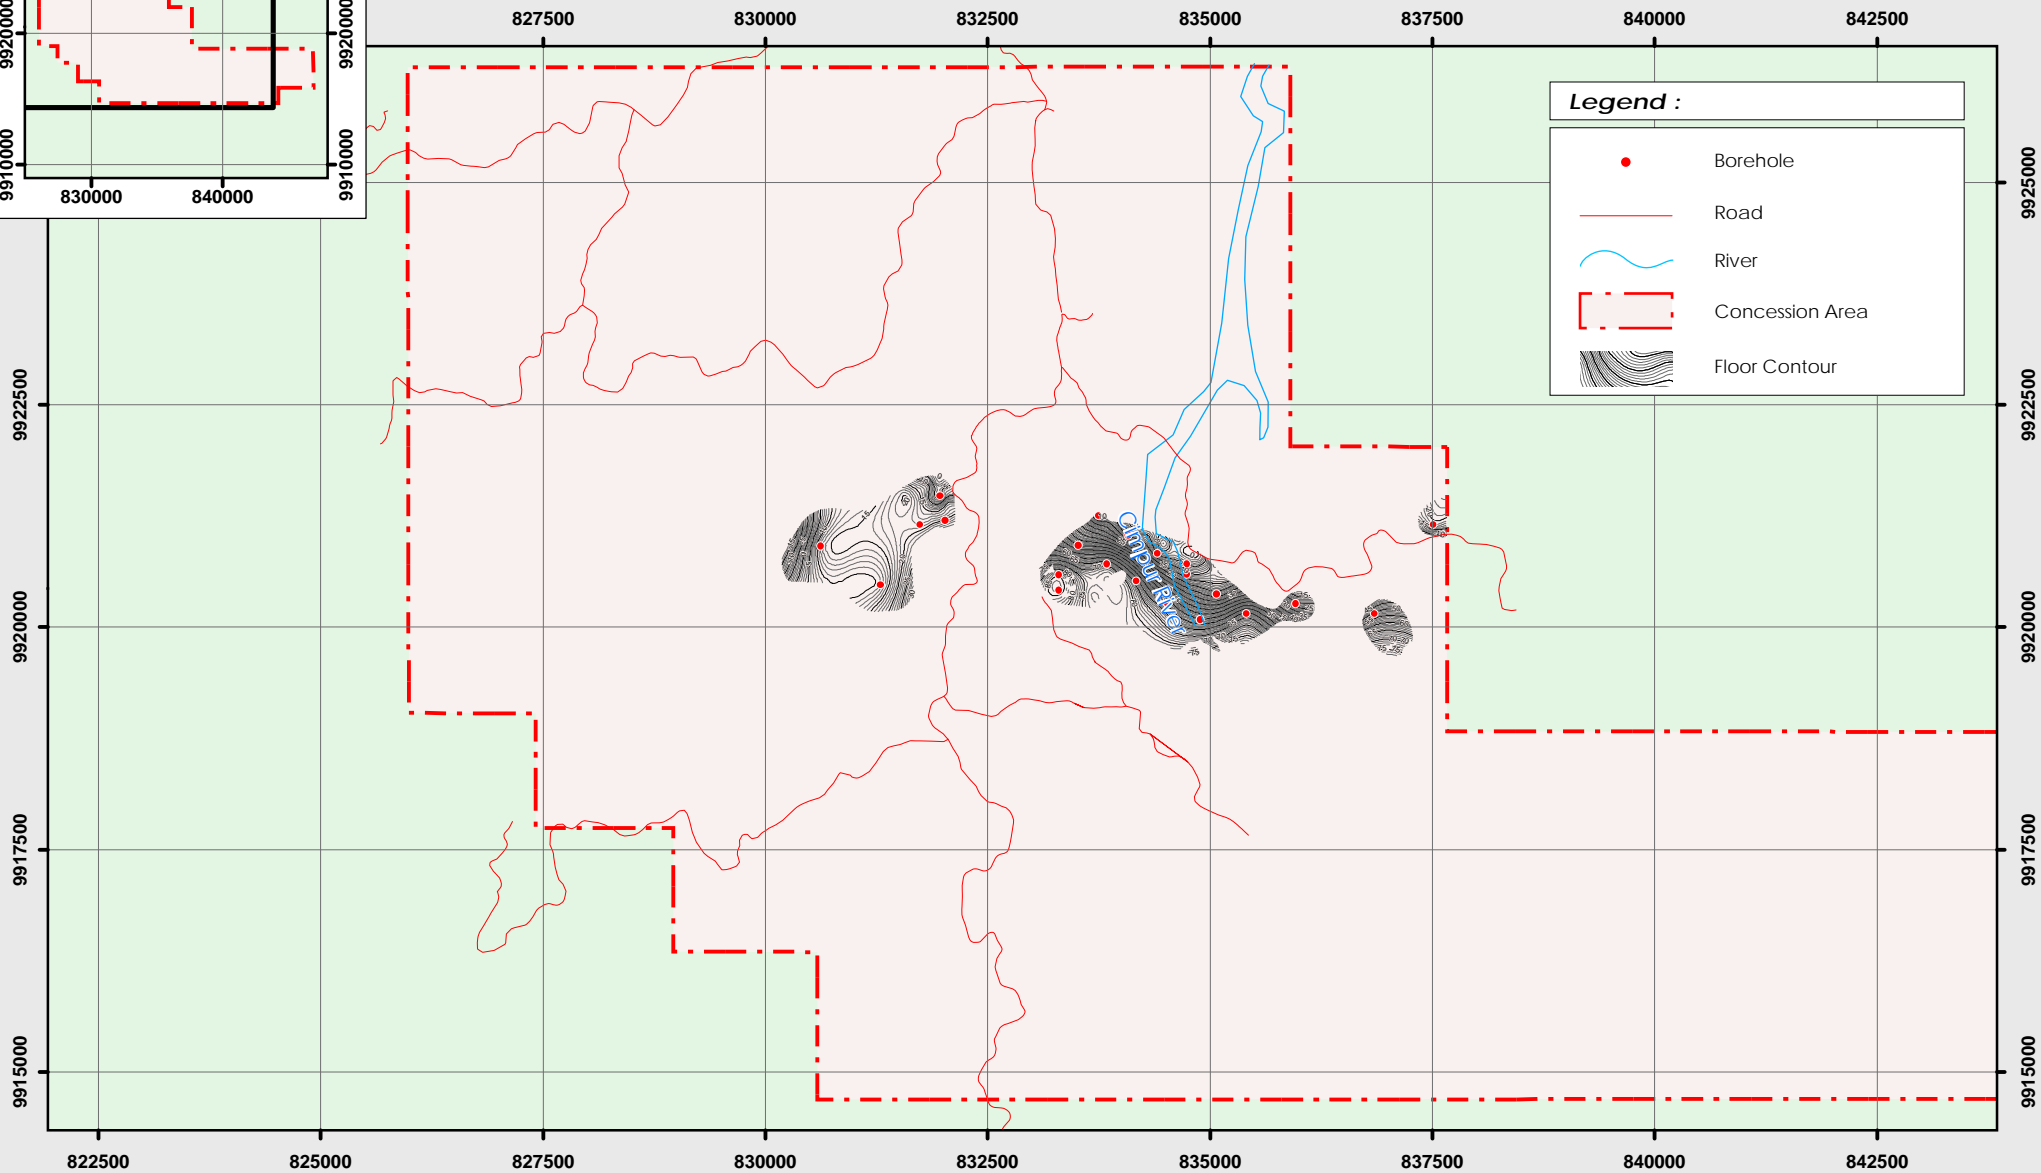 827500 830000 832500 835000 837500 840000 842500
9920000 9920000
9910000 9910000
830000 840000
Legend :
Borehole
Road
River
Concession Area
Floor Contour
9925000
9922500 9922500
Cimpur River
9920000 9920000
9917500 9917500
9915000 9915000
822500 825000 827500 830000 832500 835000 837500 840000 842500